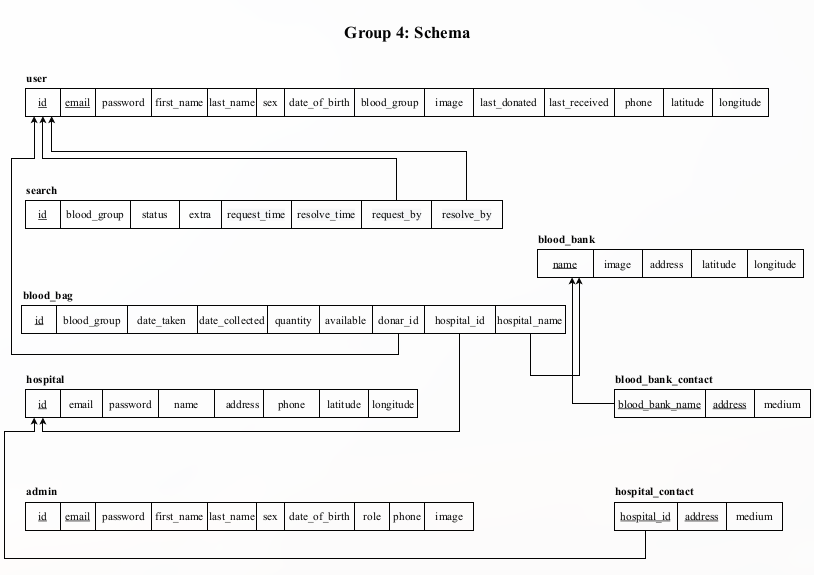 Group 4: Schema
user
id email password first_name last_name sex date_of_birth blood_group image last_donated last_received phone latitude longitude
search
id blood_group status extra request_time resolve_time request_by resolve_by
blood_bank
name image address latitude longitude
blood_bag
id blood_group date_taken date_collected quantity available donar_id hospital_id hospital_name
hospital
id email password name address phone latitude longitude
blood_bank_contact
blood_bank_name address medium
admin
id email password first_name last_name sex date_of_birth role phone image
hospital_contact
hospital_id address medium